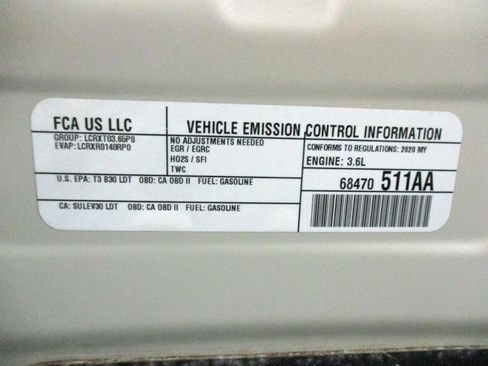 FCA US LLC
GROUP: LCRXT03.65P8
EVAP: LCRXR0140RP0
VEHICLE EMISSION CONTROL INFORMATION
NO ADJUSTMENTS NEEDED
EGR / EGRC
HO2S / SFI
TWC
CONFORMS TO REGULATIONS: 2020 MY
ENGINE: 3.6L
U.S. EPA: T3 B30 LDT OBD: CA OBD II FUEL: GASOLINE
68470 511AA
CA: SULEV30 LDT OBD: CA OBD II FUEL: GASOLINE